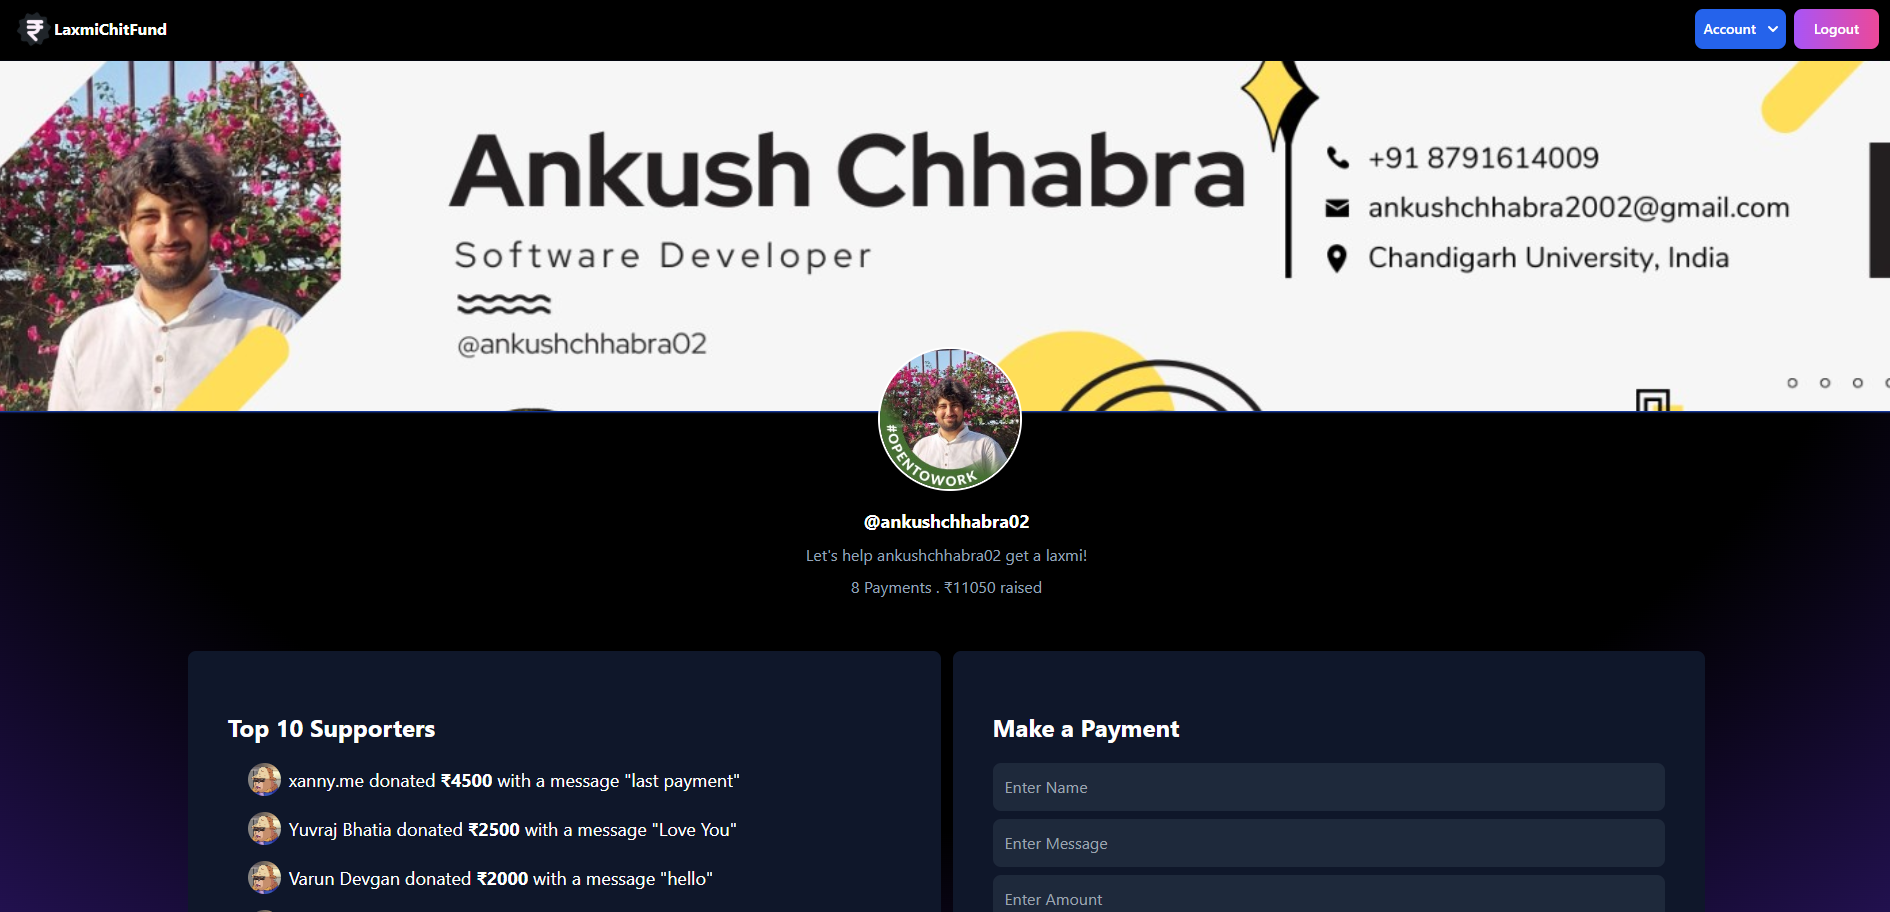 LaxmiChitFund
Account
Logout
Ankush Chhabra
Software Developer
@ankushchhabra02
+91 8791614009
ankushchhabra2002@gmail.com
Chandigarh University, India
#OPENTOWORK
@ankushchhabra02
Let's help ankushchhabra02 get a laxmi!
8 Payments . ₹11050 raised
Top 10 Supporters
xanny.me donated ₹4500 with a message "last payment"
Yuvraj Bhatia donated ₹2500 with a message "Love You"
Varun Devgan donated ₹2000 with a message "hello"
Make a Payment
Enter Name
Enter Message
Enter Amount